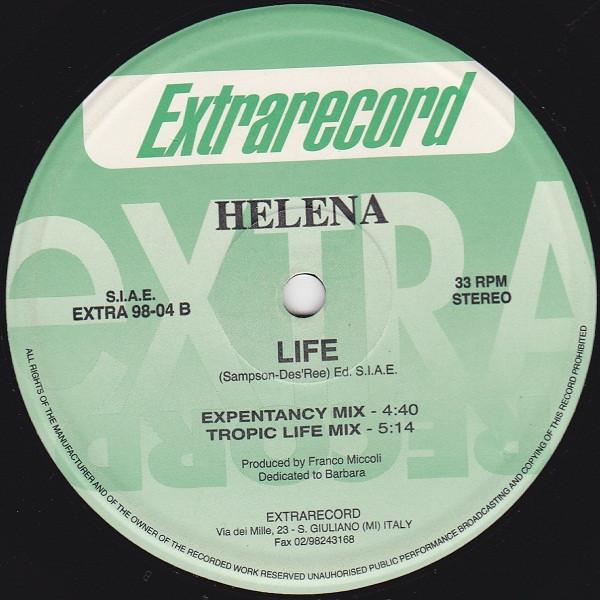 Extrarecord
HELENA
S.I.A.E.
EXTRA 98-04 B
33 RPM
STEREO
LIFE
(Sampson-Des'Ree) Ed. S.I.A.E.
EXPENTANCY MIX - 4:40
TROPIC LIFE MIX - 5:14
Produced by Franco Miccoli
Dedicated to Barbara
EXTRARECORD
Via dei Mille, 23 - S. GIULIANO (MI) ITALY
Fax 02/98243168
ALL RIGHTS OF THE MANUFACTURER AND OF THE OWNER OF THE RECORDED WORK RESERVED UNAUHORISED PUBLIC PERFORMANCE BROADCASTING AND COPYING OF THIS RECORD PROHIBITED
eXTRA
RECORD